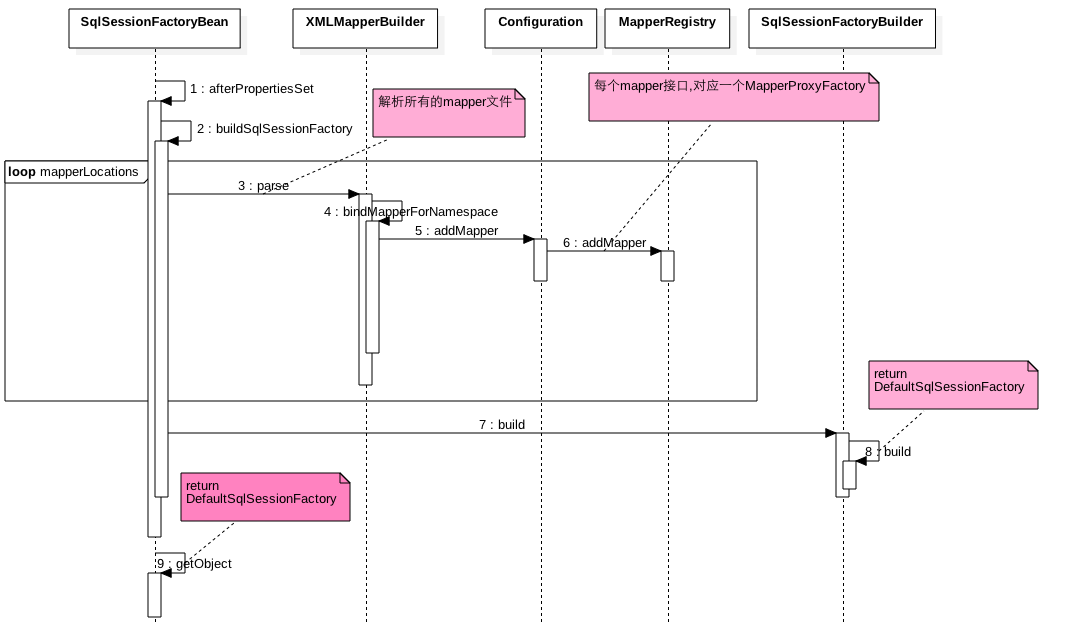 SqlSessionFactoryBean
XMLMapperBuilder
Configuration
MapperRegistry
SqlSessionFactoryBuilder
1 : afterPropertiesSet
每个mapper接口,对应一个MapperProxyFactory
解析所有的mapper文件
2 : buildSqlSessionFactory
loop mapperLocations
3 : parse
4 : bindMapperForNamespace
5 : addMapper
6 : addMapper
return
DefaultSqlSessionFactory
7 : build
8 : build
return
DefaultSqlSessionFactory
9 : getObject